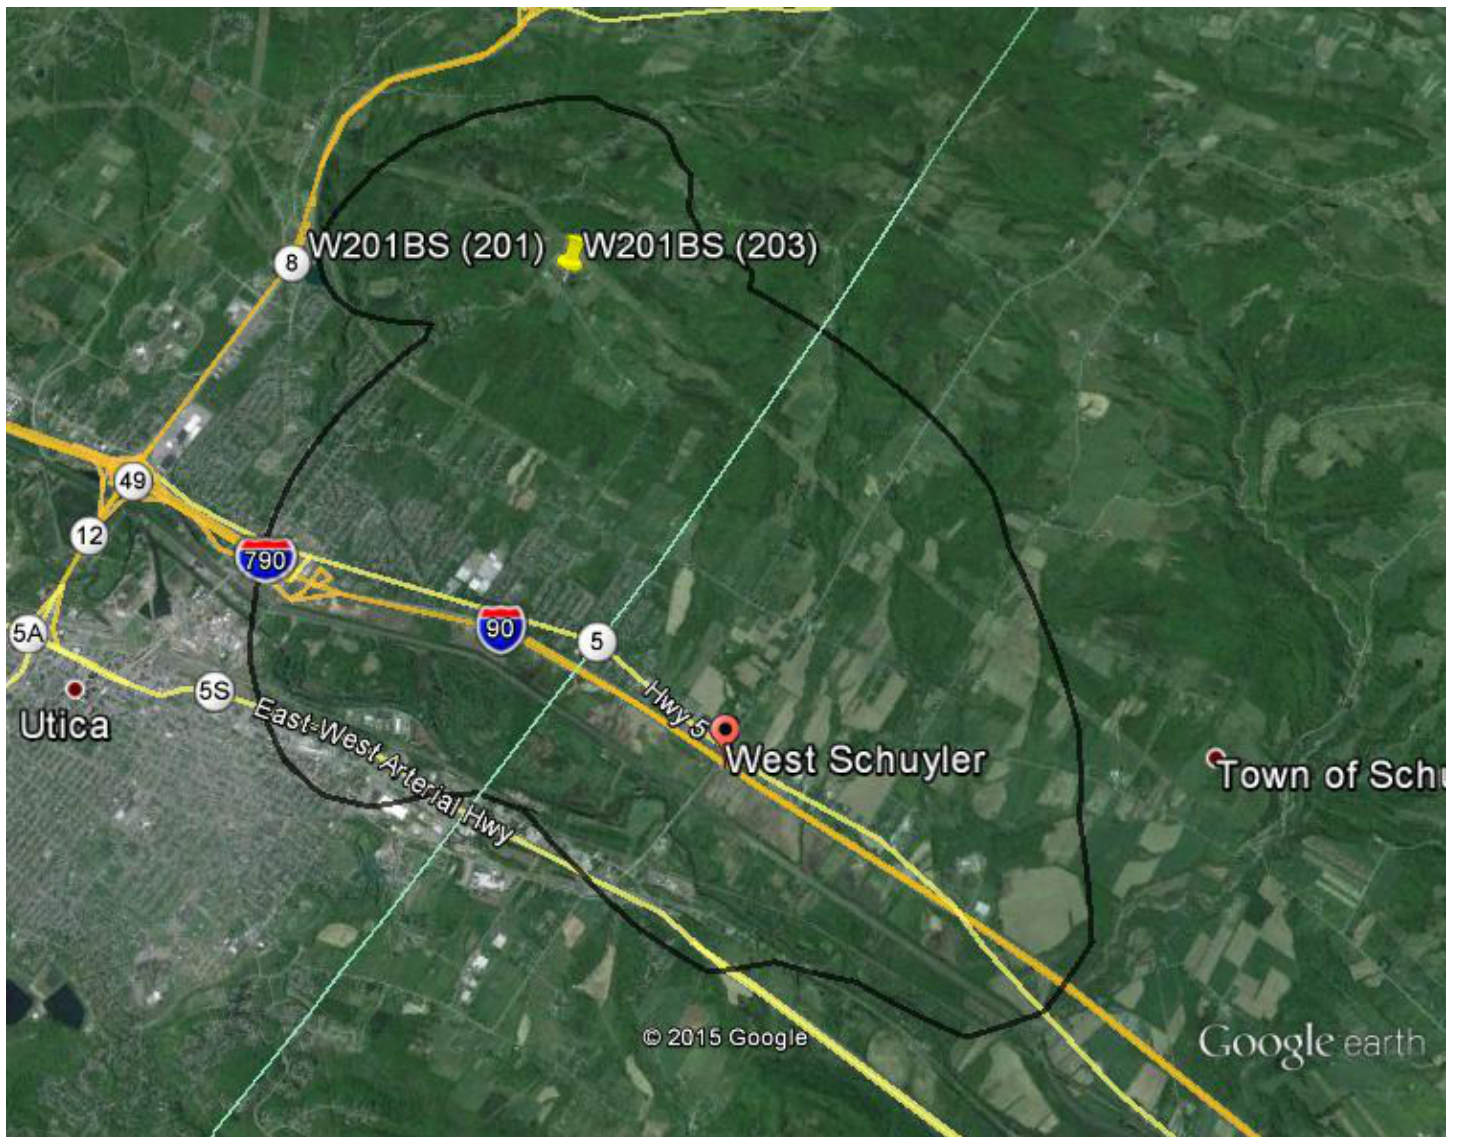 W201BS (201)
W201BS (203)
8
49
12
790
5A
90
5
5S
Hwy 5
Utica
East-West Arterial Hwy
West Schuyler
Town of Schu
© 2015 Google
Google earth